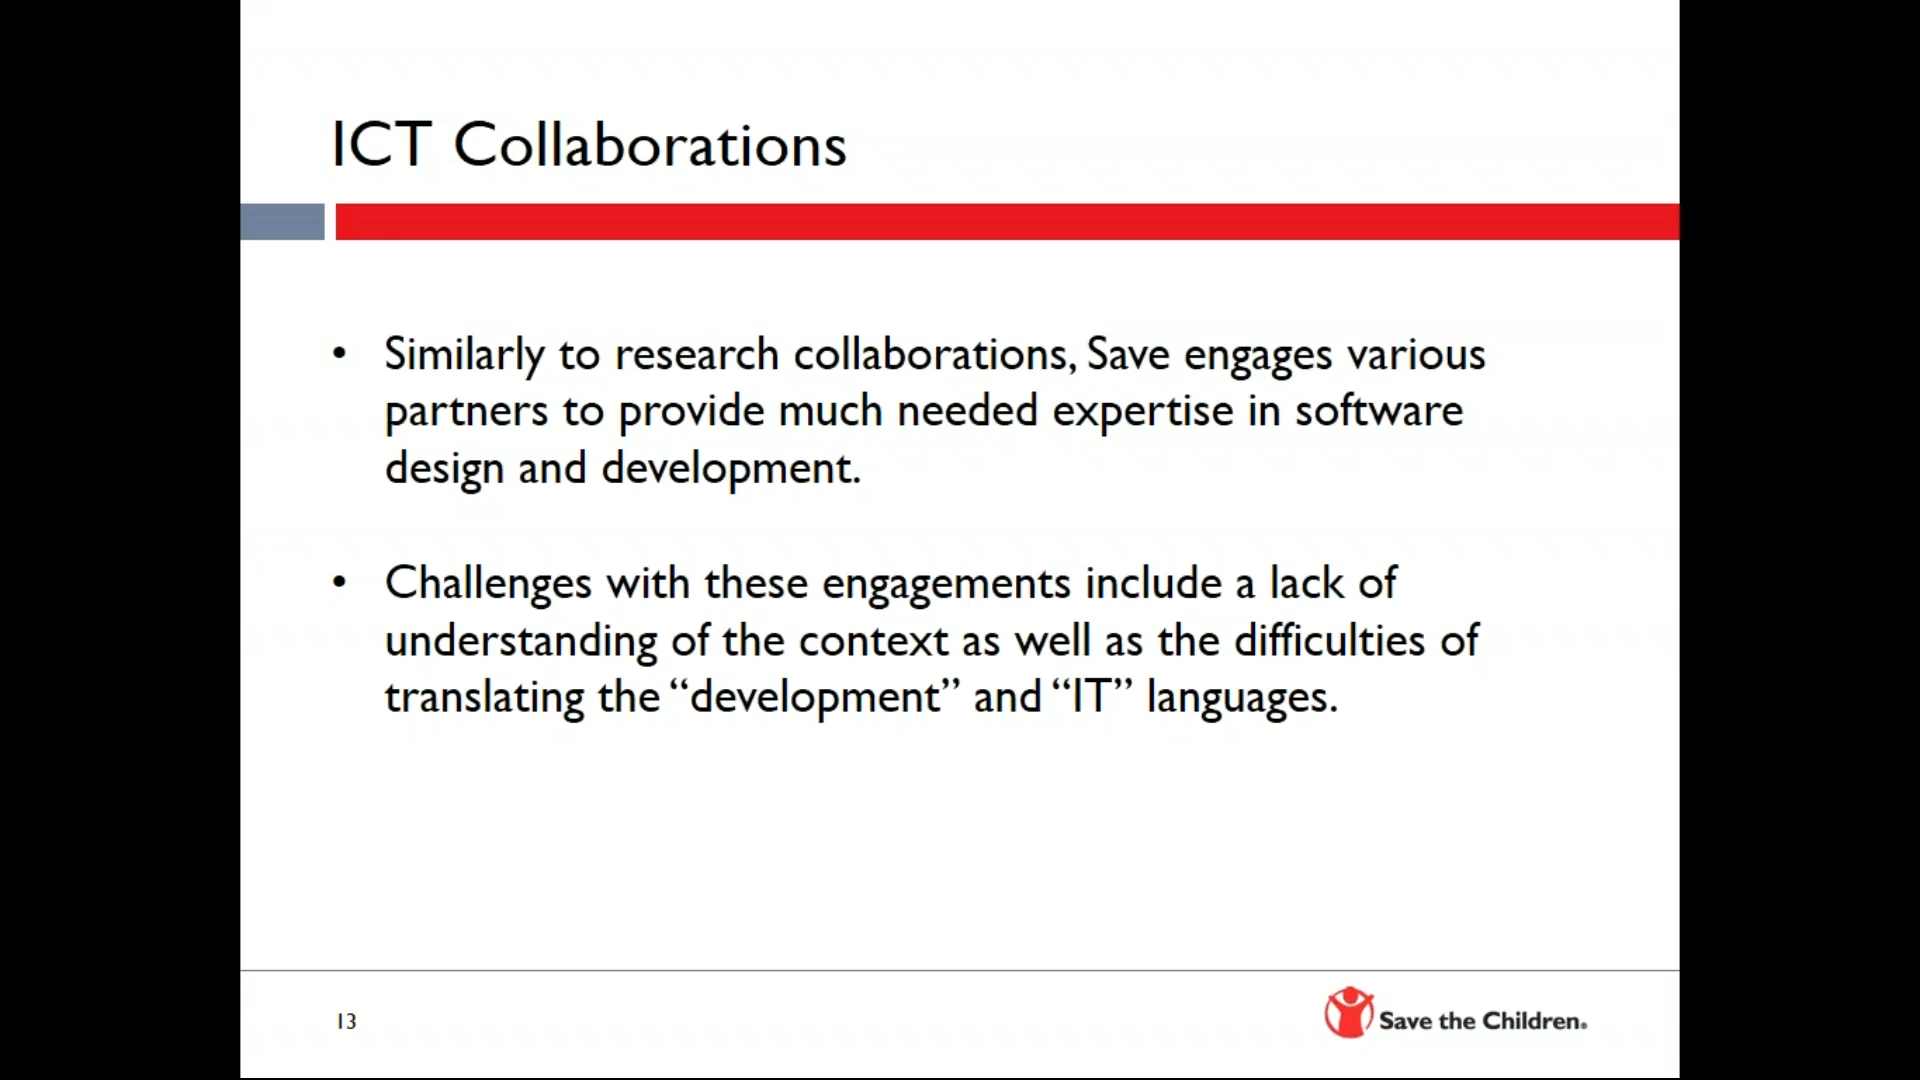 ICT Collaborations
• Similarly to research collaborations, Save engages various
partners to provide much needed expertise in software
design and development.
• Challenges with these engagements include a lack of
understanding of the context as well as the difficulties of
translating the “development” and “IT” languages.
13
Save the Children®